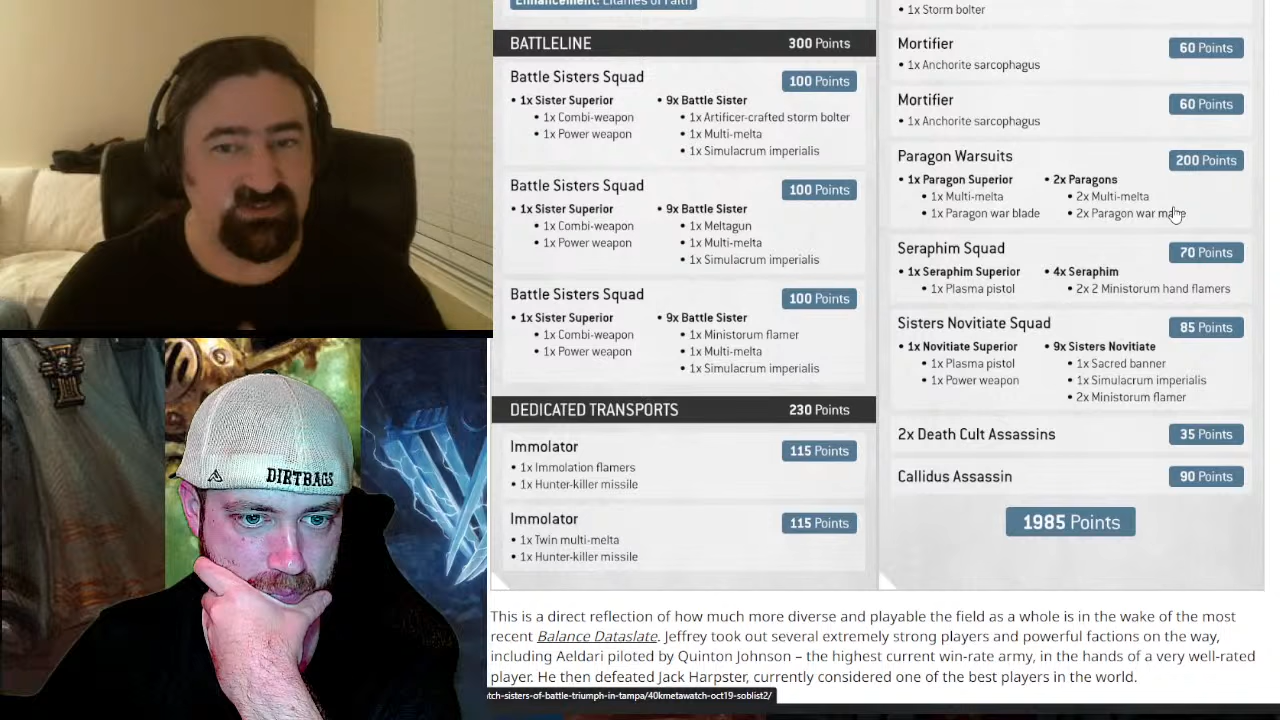 Enhancement: Litanies of Faith
BATTLELINE 300 Points
Battle Sisters Squad 100 Points
• 1x Sister Superior • 9x Battle Sister
• 1x Combi-weapon • 1x Artificer-crafted storm bolter
• 1x Power weapon • 1x Multi-melta
• 1x Simulacrum imperialis
Battle Sisters Squad 100 Points
• 1x Sister Superior • 9x Battle Sister
• 1x Combi-weapon • 1x Meltagun
• 1x Power weapon • 1x Multi-melta
• 1x Simulacrum imperialis
Battle Sisters Squad 100 Points
• 1x Sister Superior • 9x Battle Sister
• 1x Combi-weapon • 1x Ministorum flamer
• 1x Power weapon • 1x Multi-melta
• 1x Simulacrum imperialis
DEDICATED TRANSPORTS 230 Points
Immolator 115 Points
• 1x Immolation flamers
• 1x Hunter-killer missile
Immolator 115 Points
• 1x Twin multi-melta
• 1x Hunter-killer missile
• 1x Storm bolter
Mortifier 60 Points
• 1x Anchorite sarcophagus
Mortifier 60 Points
• 1x Anchorite sarcophagus
Paragon Warsuits 200 Points
• 1x Paragon Superior • 2x Paragons
• 1x Multi-melta • 2x Multi-melta
• 1x Paragon war blade • 2x Paragon war mace
Seraphim Squad 70 Points
• 1x Seraphim Superior • 4x Seraphim
• 1x Plasma pistol • 2x 2 Ministorum hand flamers
Sisters Novitiate Squad 85 Points
• 1x Novitiate Superior • 9x Sisters Novitiate
• 1x Plasma pistol • 1x Sacred banner
• 1x Power weapon • 1x Simulacrum imperialis
• 2x Ministorum flamer
2x Death Cult Assassins 35 Points
Callidus Assassin 90 Points
1985 Points
This is a direct reflection of how much more diverse and playable the field as a whole is in the wake of the most
recent Balance Dataslate. Jeffrey took out several extremely strong players and powerful factions on the way,
including Aeldari piloted by Quinton Johnson – the highest current win-rate army, in the hands of a very well-rated
player. He then defeated Jack Harpster, currently considered one of the best players in the world.
tch-sisters-of-battle-triumph-in-tampa/40kmetawatch-oct19-soblist2/
DIRTBAGS